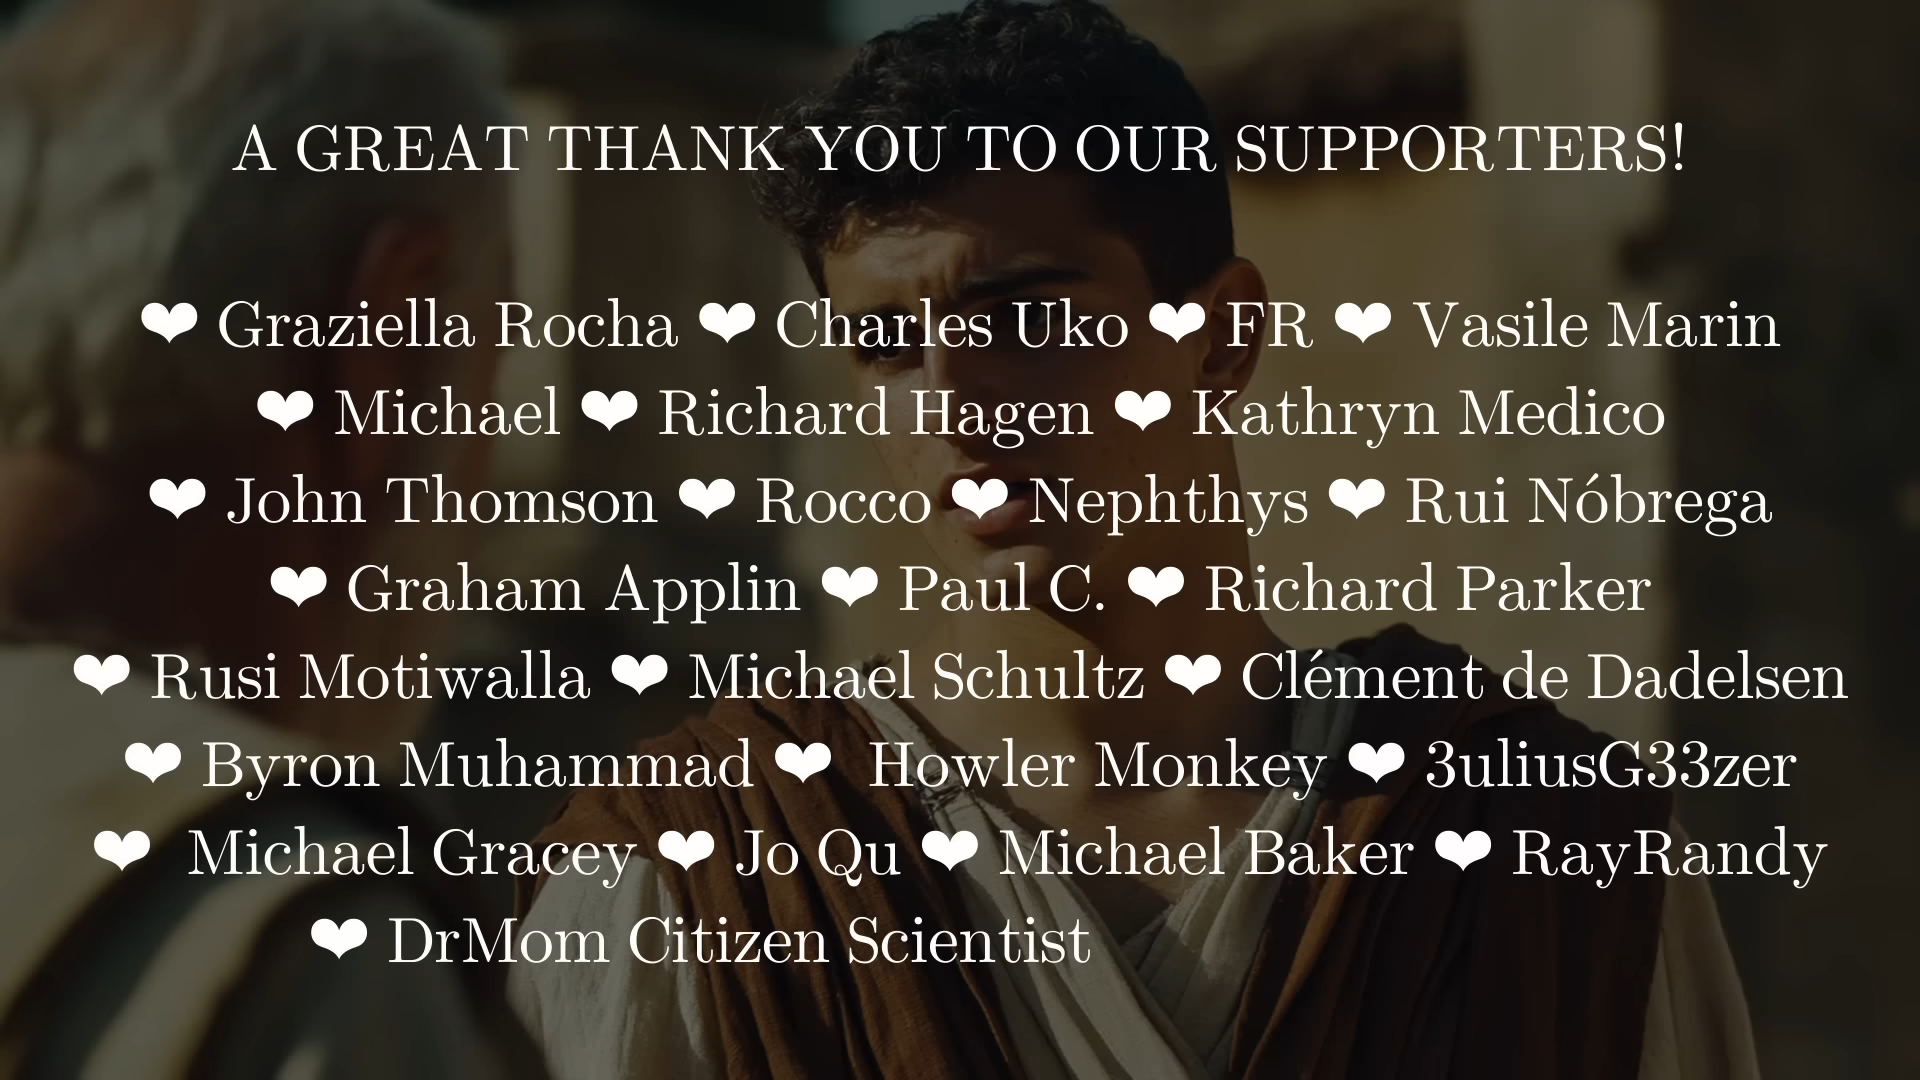 A GREAT THANK YOU TO OUR SUPPORTERS!
❤ Graziella Rocha ❤ Charles Uko ❤ FR ❤ Vasile Marin
❤ Michael ❤ Richard Hagen ❤ Kathryn Medico
❤ John Thomson ❤ Rocco ❤ Nephthys ❤ Rui Nóbrega
❤ Graham Applin ❤ Paul C. ❤ Richard Parker
❤ Rusi Motiwalla ❤ Michael Schultz ❤ Clément de Dadelsen
❤ Byron Muhammad ❤ Howler Monkey ❤ 3uliusG33zer
❤ Michael Gracey ❤ Jo Qu ❤ Michael Baker ❤ RayRandy
❤ DrMom Citizen Scientist